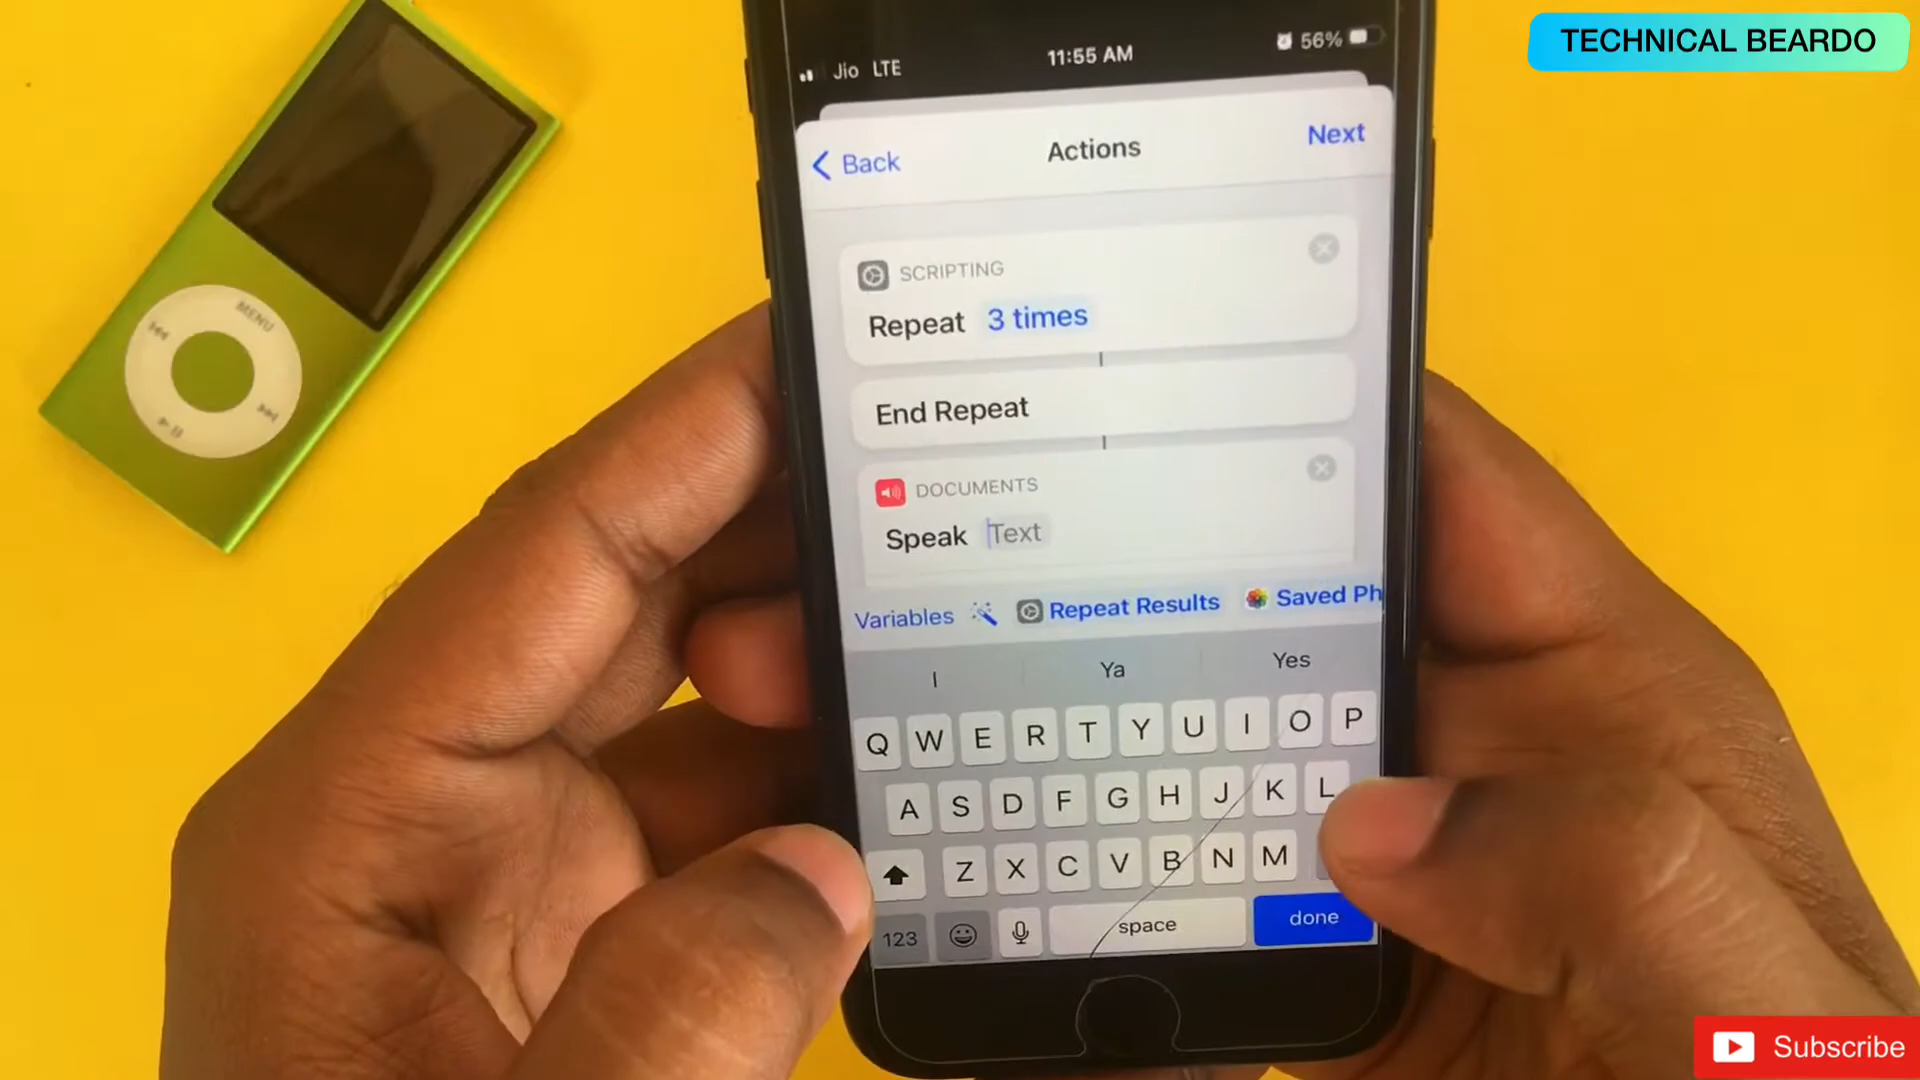 TECHNICAL BEARDO
Jio LTE
11:55 AM
56%
Back
Actions
Next
SCRIPTING
Repeat 3 times
End Repeat
DOCUMENTS
Speak Text
Variables Repeat Results Saved Ph
I Ya Yes
Q W E R T Y U I O P
A S D F G H J K L
Z X C V B N M
123 space done
MENU
Subscribe